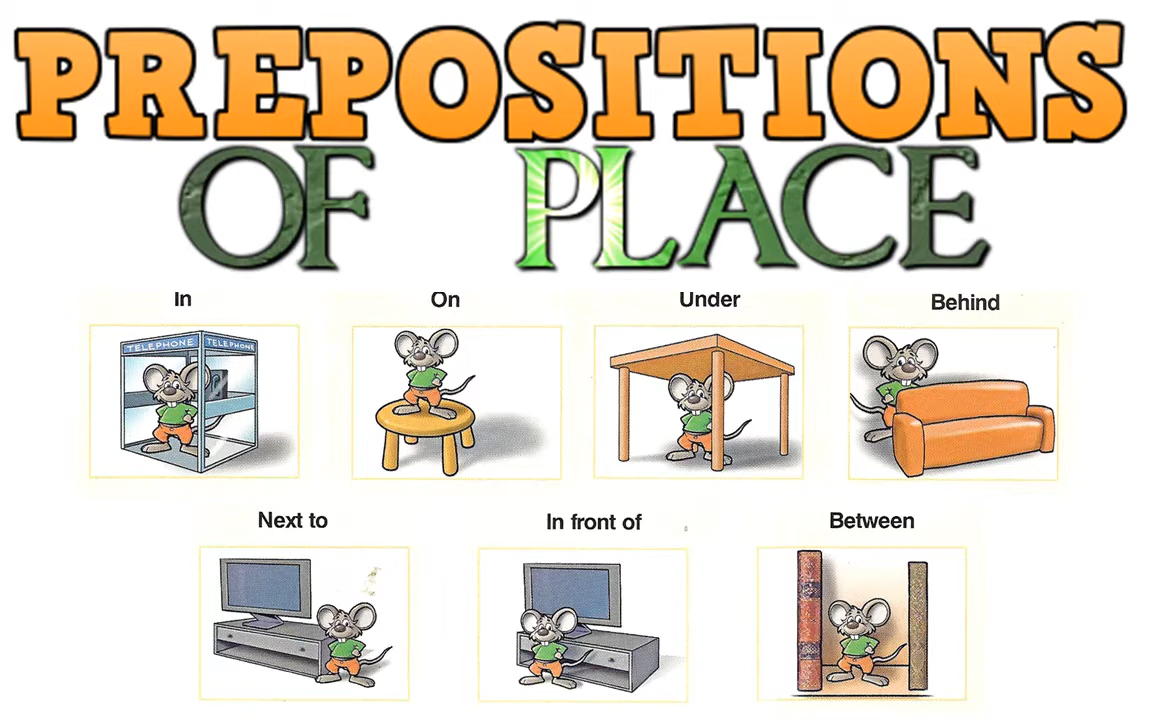 PREPOSITIONS
OF PLACE
In On Under Behind
TELEPHONE TELEPHONE
Next to In front of Between